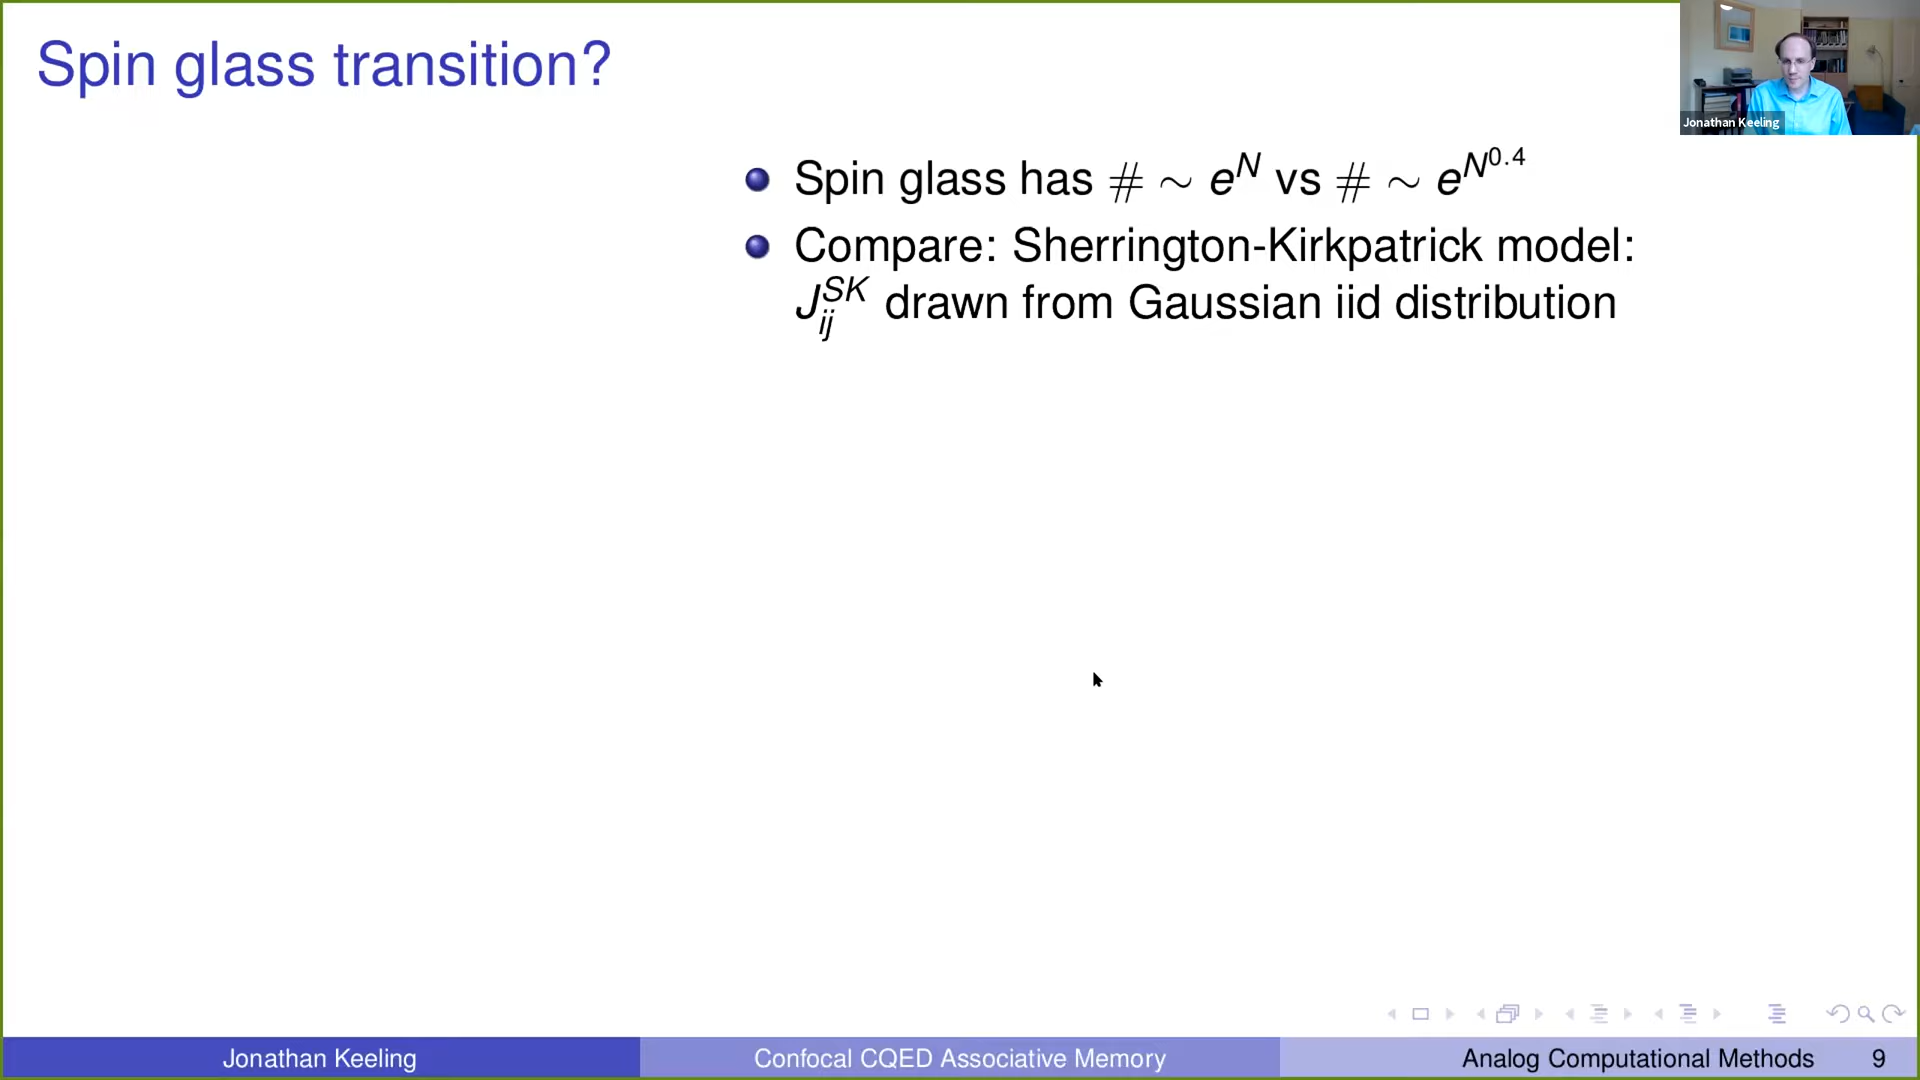 Spin glass transition?
Jonathan Keeling
Spin glass has # ∼ e^N vs # ∼ e^{N^{0.4}}
Compare: Sherrington-Kirkpatrick model:
J_{ij}^{SK} drawn from Gaussian iid distribution
Jonathan Keeling
Confocal CQED Associative Memory
Analog Computational Methods 9